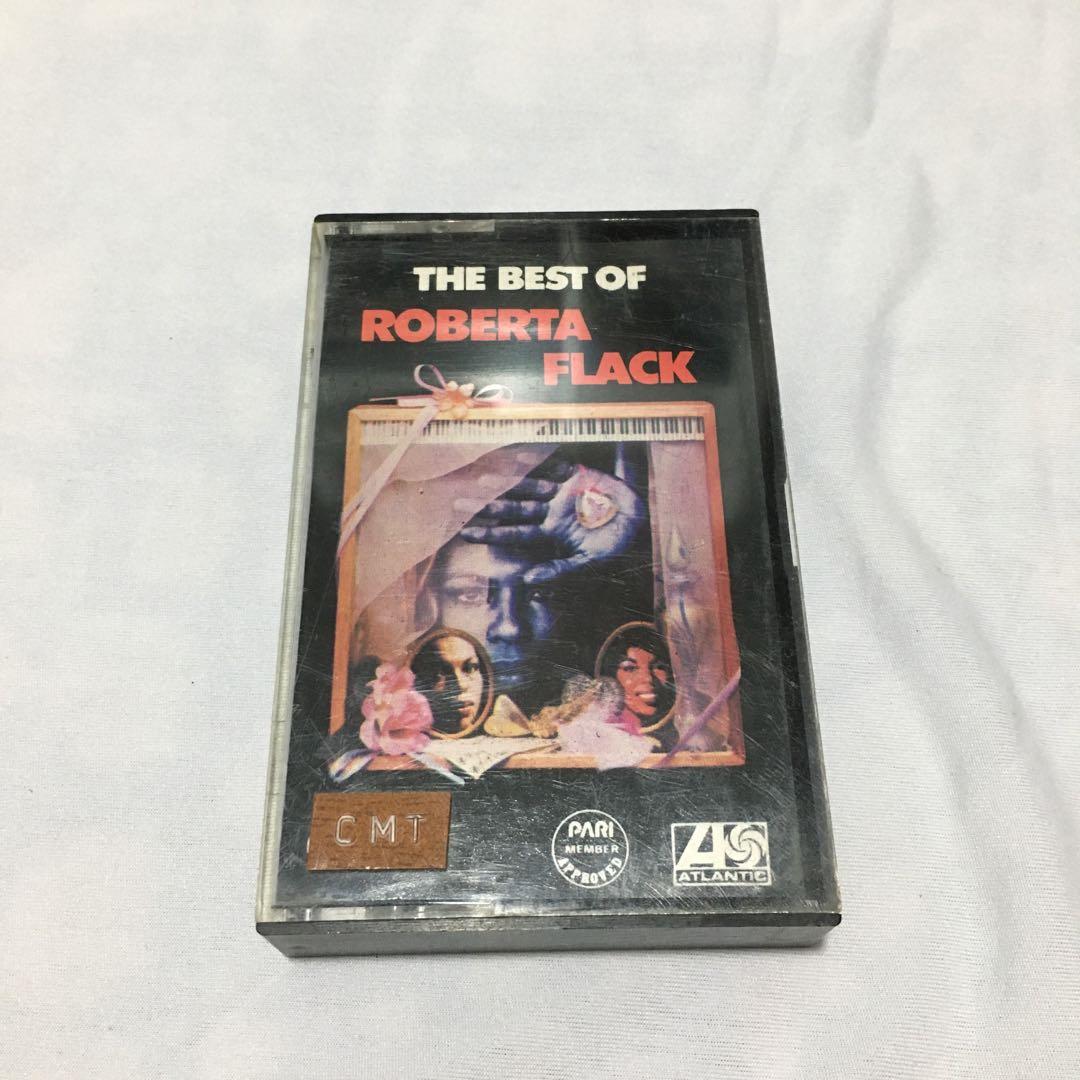 THE BEST OF
ROBERTA
FLACK
CMT
PARI
MEMBER
APPROVED
ATLANTIC